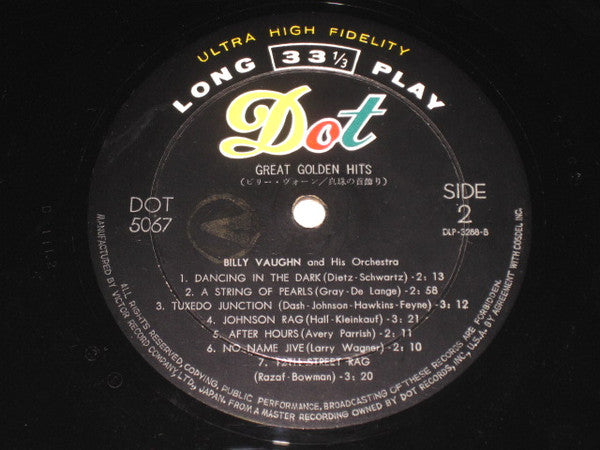 ULTRA HIGH FIDELITY
LONG 33 1/3 PLAY
Dot
GREAT GOLDEN HITS
(ビリー・ヴォーン/真珠の首飾り)
DOT
5067
SIDE
2
DLP-3288-B
BILLY VAUGHN and His Orchestra
1. DANCING IN THE DARK (Dietz-Schwartz) - 2: 13
2. A STRING OF PEARLS (Gray-De Lange) - 2: 58
3. TUXEDO JUNCTION (Dash-Johnson-Hawkins-Feyne) - 3: 12
4. JOHNSON RAG (Hall-Kleinkauf) - 3: 21
5. AFTER HOURS (Avery Parrish) - 2: 11
6. NO NAME JIVE (Larry Wagner) - 2: 10
7. 12TH STREET RAG
(Razaf-Bowman) - 3: 20
MANUFACTURED BY VICTOR RECORD COMPANY, LTD., JAPAN, FROM A MASTER RECORDING OWNED BY DOT RECORDS, INC., U.S.A. BY AGREEMENT WITH COSDEL INC.
ALL RIGHTS RESERVED, COPYING, PUBLIC PERFORMANCE, BROADCASTING OF THESE RECORDS ARE FORBIDDEN.